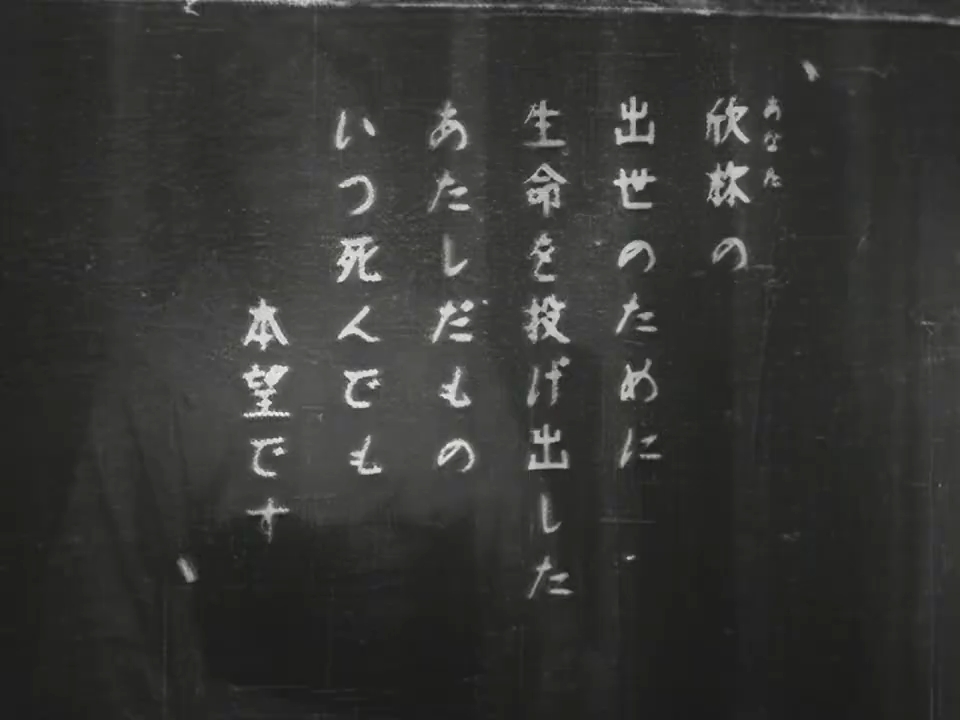 欣様の
あなた
出世のために
生命を投げ出した
あたしだもの
いつ死んでも
本望です